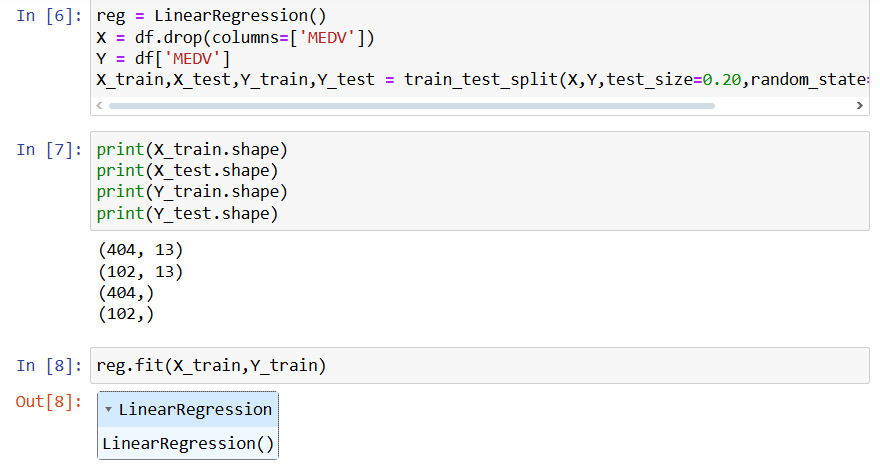 In [6]: reg = LinearRegression()
X = df.drop(columns=['MEDV'])
Y = df['MEDV']
X_train,X_test,Y_train,Y_test = train_test_split(X,Y,test_size=0.20,random_state=
In [7]: print(X_train.shape)
print(X_test.shape)
print(Y_train.shape)
print(Y_test.shape)
(404, 13)
(102, 13)
(404,)
(102,)
In [8]: reg.fit(X_train,Y_train)
Out[8]: LinearRegression
LinearRegression()